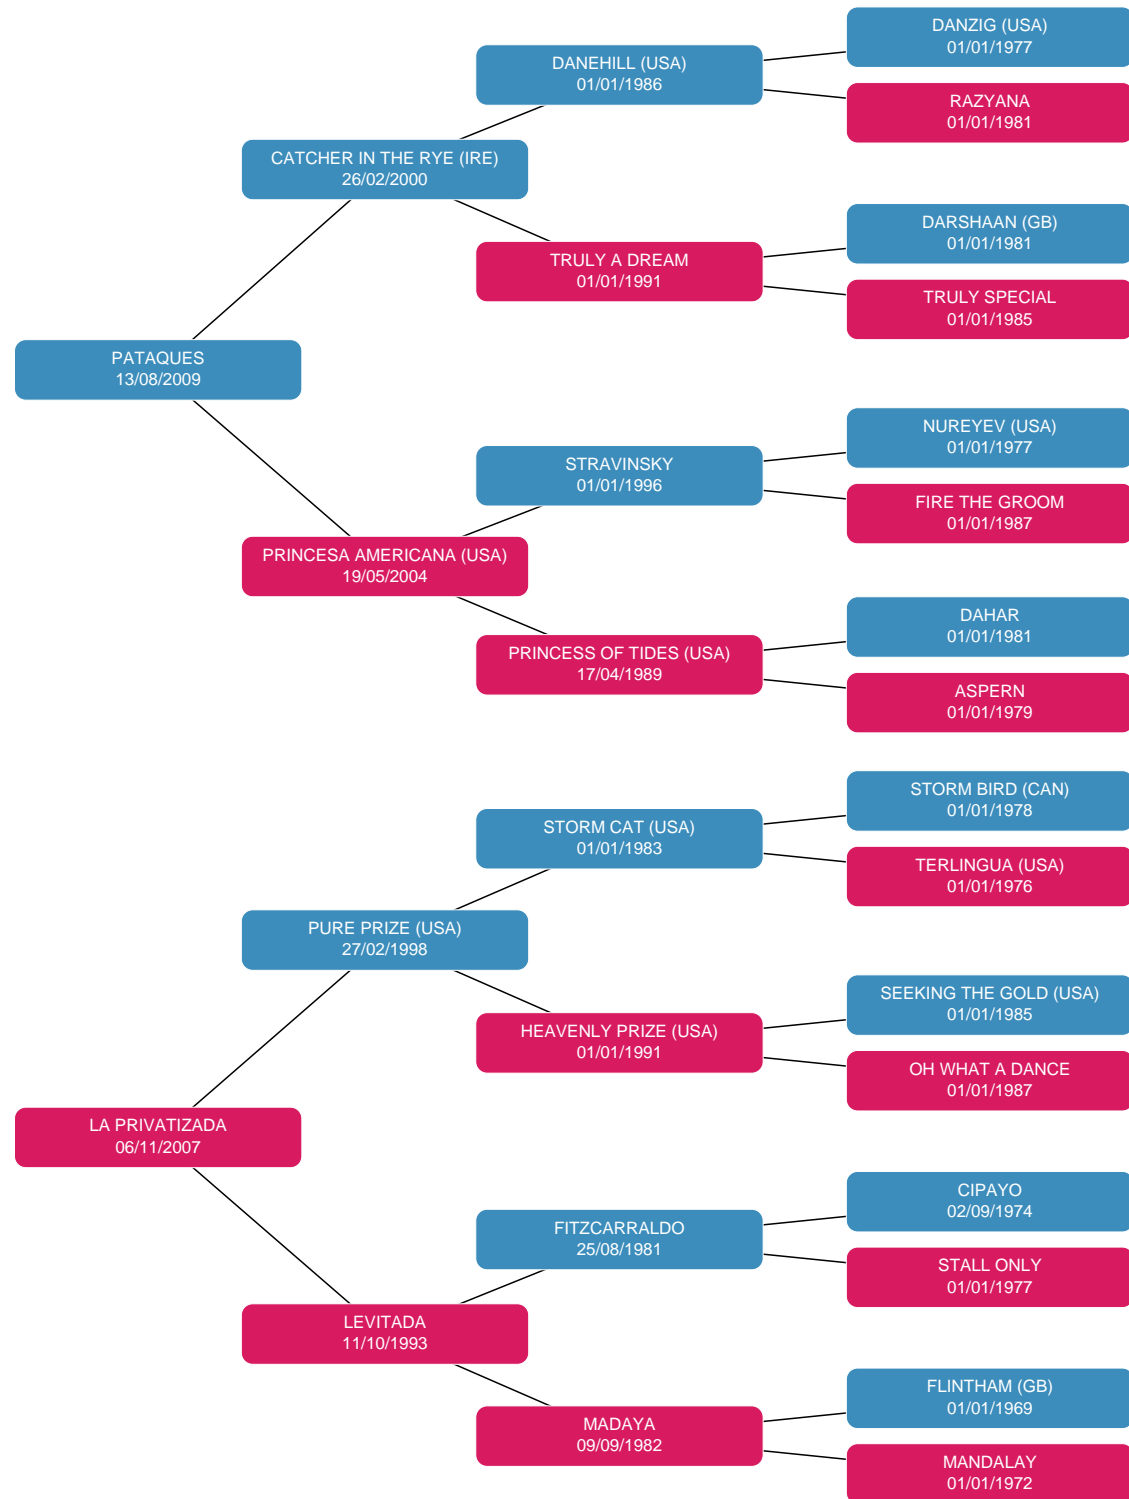 DANZIG (USA)
01/01/1977
DANEHILL (USA)
01/01/1986
RAZYANA
01/01/1981
CATCHER IN THE RYE (IRE)
26/02/2000
DARSHAAN (GB)
01/01/1981
TRULY A DREAM
01/01/1991
TRULY SPECIAL
01/01/1985
PATAQUES
13/08/2009
NUREYEV (USA)
01/01/1977
STRAVINSKY
01/01/1996
FIRE THE GROOM
01/01/1987
PRINCESA AMERICANA (USA)
19/05/2004
DAHAR
01/01/1981
PRINCESS OF TIDES (USA)
17/04/1989
ASPERN
01/01/1979
STORM BIRD (CAN)
01/01/1978
STORM CAT (USA)
01/01/1983
TERLINGUA (USA)
01/01/1976
PURE PRIZE (USA)
27/02/1998
SEEKING THE GOLD (USA)
01/01/1985
HEAVENLY PRIZE (USA)
01/01/1991
OH WHAT A DANCE
01/01/1987
LA PRIVATIZADA
06/11/2007
CIPAYO
02/09/1974
FITZCARRALDO
25/08/1981
STALL ONLY
01/01/1977
LEVITADA
11/10/1993
FLINTHAM (GB)
01/01/1969
MADAYA
09/09/1982
MANDALAY
01/01/1972